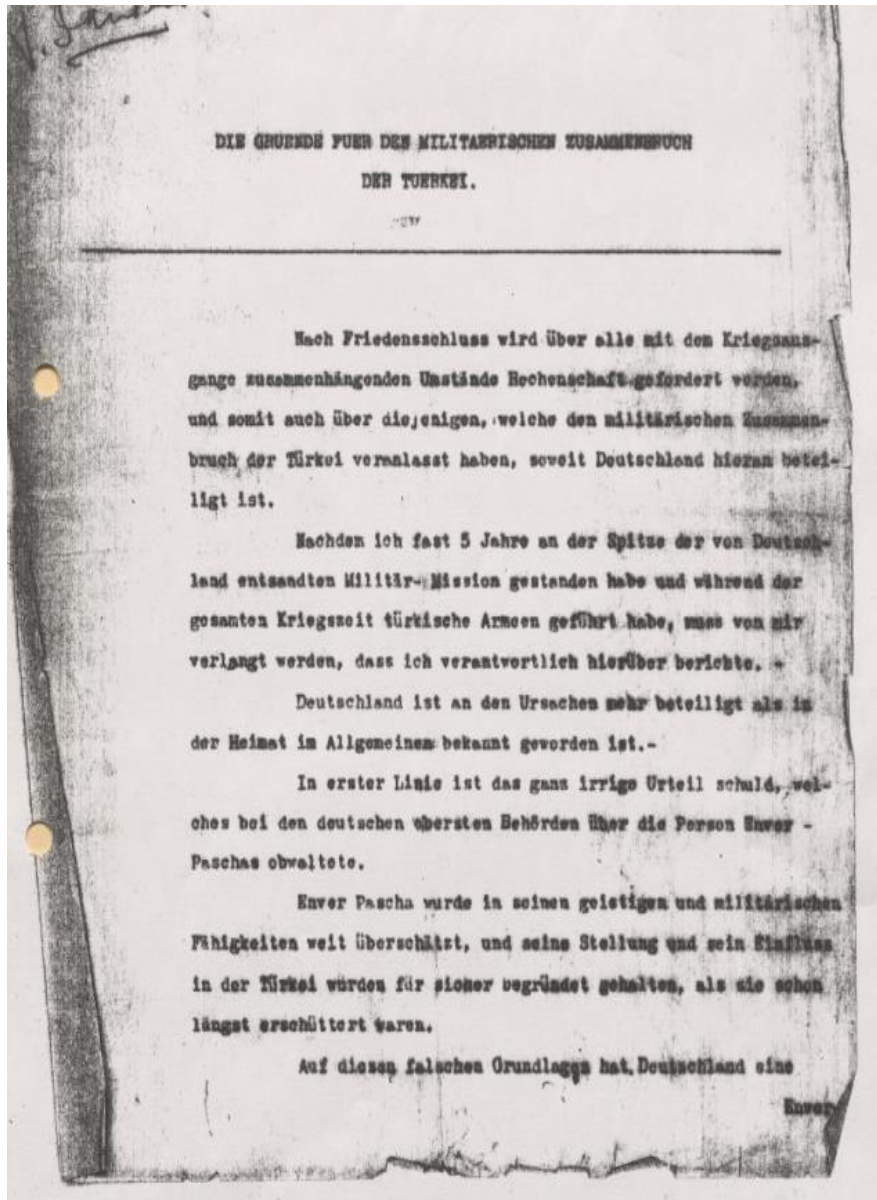 DIE GRUENDE FUER DEN MILITAERISCHEN ZUSAMMENBRUCH
DER TUERKEI.
Nach Friedensschluss wird über alle mit dem Kriegsaus-
gange zusammenhängenden Umstände Rechenschaft gefordert werden,
und somit auch über diejenigen, welche den militärischen Zusammen-
bruch der Türkei veranlasst haben, soweit Deutschland hieran betei-
ligt ist.
Nachdem ich fast 5 Jahre an der Spitze der von Deutsch-
land entsandten Militär- Mission gestanden habe und während der
gesamten Kriegszeit türkische Armeen geführt habe, muss von mir
verlangt werden, dass ich verantwortlich hierüber berichte. -
Deutschland ist an den Ursachen mehr beteiligt als in
der Heimat im Allgemeinen bekannt geworden ist.-
In erster Linie ist das ganz irrige Urteil schuld, wel-
ches bei den deutschen obersten Behörden über die Person Enver -
Paschas obwaltete.
Enver Pascha wurde in seinen geistigen und militärischen
Fähigkeiten weit überschätzt, und seine Stellung und sein Einfluss
in der Türkei wurden für sicher begründet gehalten, als sie schon
längst erschüttert waren.
Auf diesen falschen Grundlagen hat Deutschland eine
Enver